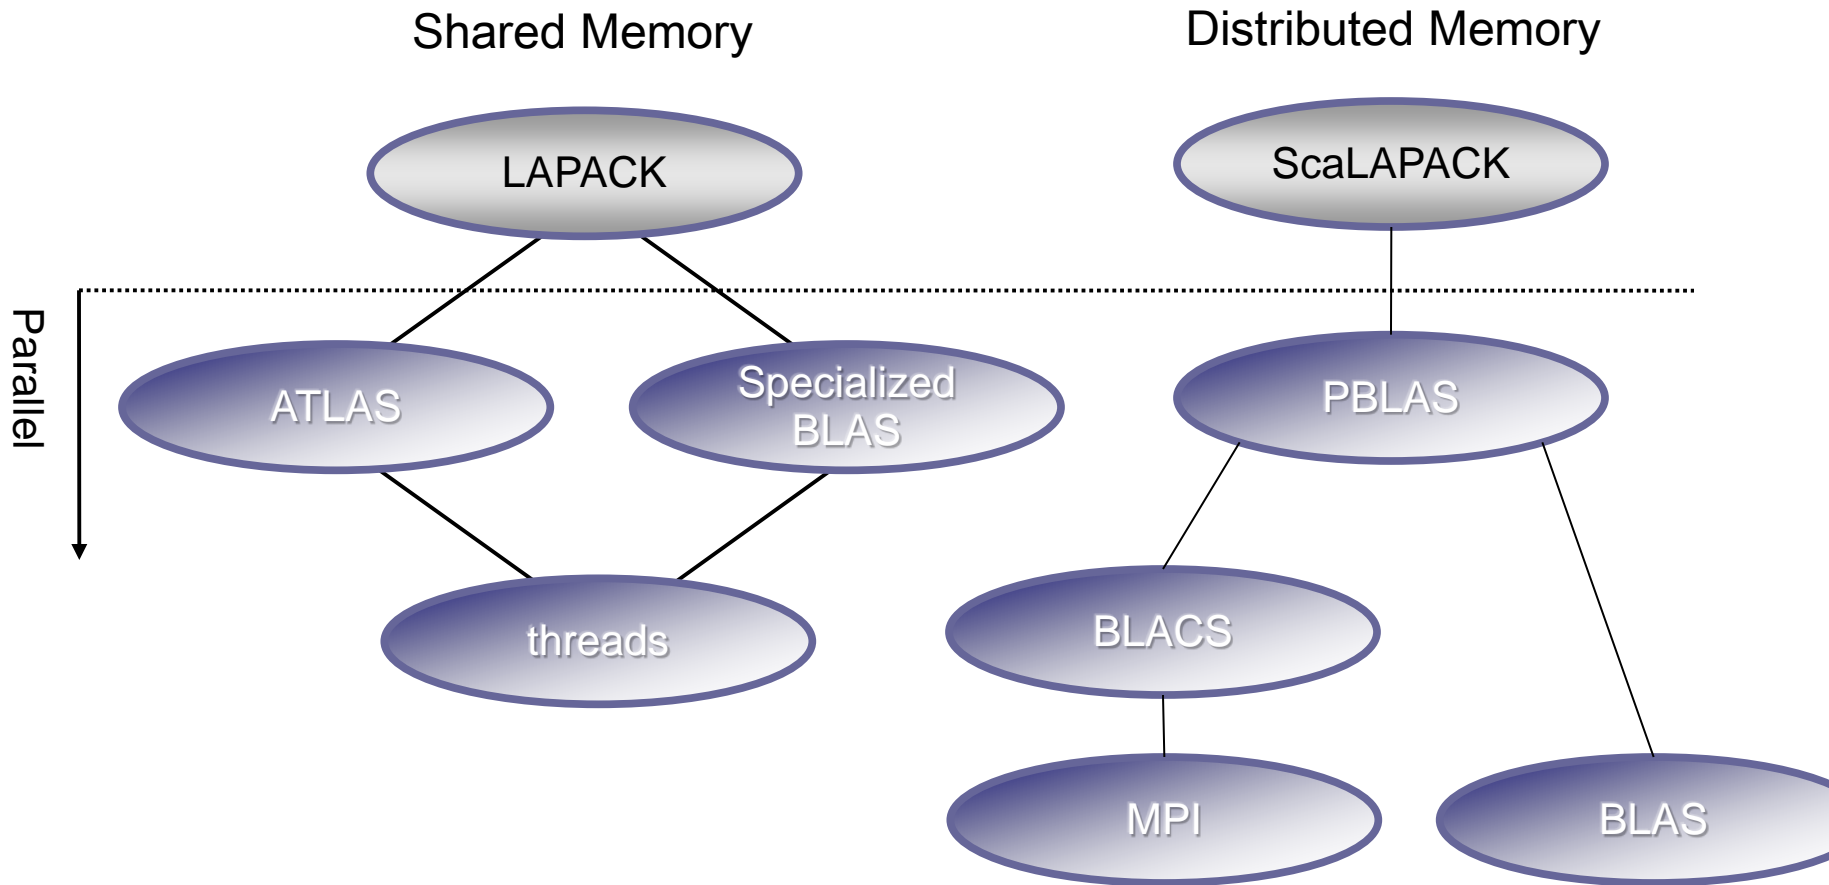 Shared Memory
Distributed Memory
LAPACK
ScaLAPACK
Parallel
ATLAS
Specialized
BLAS
PBLAS
threads
BLACS
MPI
BLAS